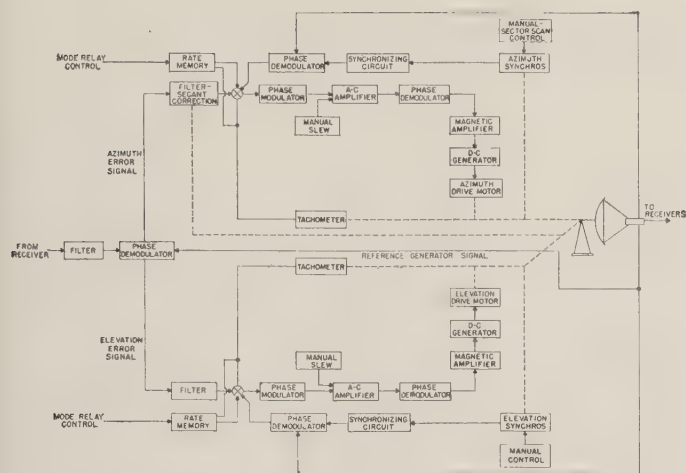 MANUAL-
SECTOR SCAN
CONTROL
MODE RELAY
CONTROL
RATE
MEMORY
PHASE
DEMODULATOR
SYNCHRONIZING
CIRCUIT
AZIMUTH
SYNCHROS
FILTER-
SECANT
CORRECTION
PHASE
MODULATOR
A-C
AMPLIFIER
PHASE
DEMODULATOR
MANUAL
SLEW
MAGNETIC
AMPLIFIER
D-C
GENERATOR
AZIMUTH
DRIVE MOTOR
AZIMUTH
ERROR
SIGNAL
TACHOMETER
TO
RECEIVERS
FROM
RECEIVER
FILTER
PHASE
DEMODULATOR
REFERENCE GENERATOR SIGNAL
TACHOMETER
ELEVATION
DRIVE MOTOR
D-C
GENERATOR
MAGNETIC
AMPLIFIER
ELEVATION
ERROR
SIGNAL
MANUAL
SLEW
FILTER
PHASE
MODULATOR
A-C
AMPLIFIER
PHASE
DEMODULATOR
MODE RELAY
CONTROL
RATE
MEMORY
PHASE
DEMODULATOR
SYNCHRONIZING
CIRCUIT
ELEVATION
SYNCHROS
MANUAL
CONTROL